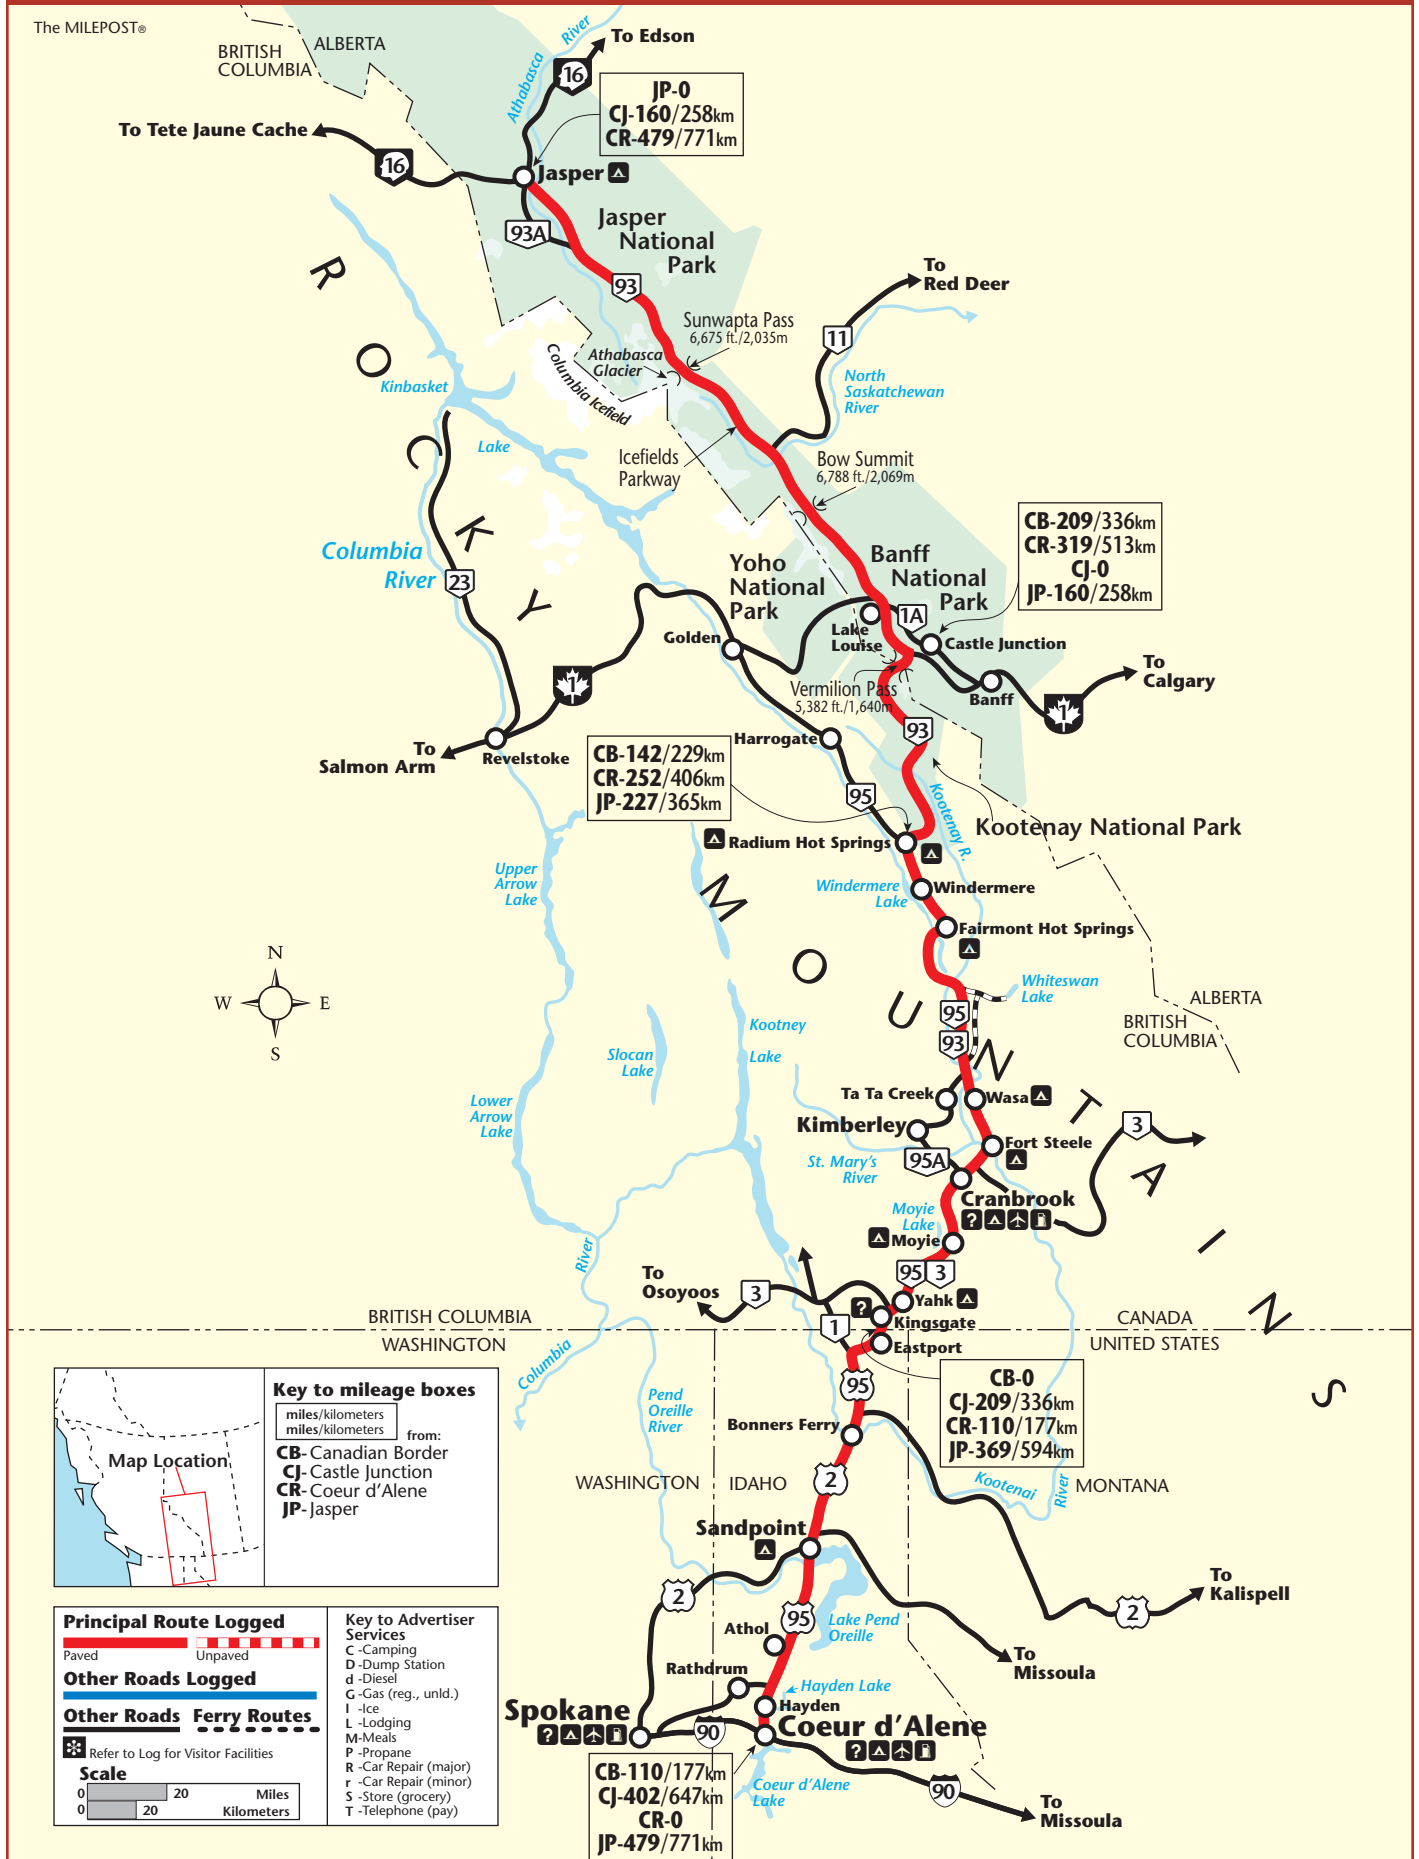 The MILEPOST®
ALBERTA
BRITISH
COLUMBIA
Athabasca
River
To Edson
16
JP-0
CJ-160/258km
CR-479/771km
To Tete Jaune Cache
16
Jasper
93A
Jasper
National
Park
93
To
Red Deer
11
Sunwapta Pass
6,675 ft./2,035m
Athabasca
Glacier
Columbia Icefield
North
Saskatchewan
River
Kinbasket
Lake
Icefields
Parkway
Bow Summit
6,788 ft./2,069m
ROCKY
MOUNTAINS
CB-209/336km
CR-319/513km
CJ-0
JP-160/258km
Columbia
River
23
Yoho
National
Park
Banff
National
Park
1A
Lake
Louise
Castle Junction
Golden
1
Banff
1
To
Calgary
Vermilion Pass
5,382 ft./1,640m
93
To
Salmon Arm
Revelstoke
Harrogate
CB-142/229km
CR-252/406km
JP-227/365km
95
Kootenay R.
Kootenay National Park
Radium Hot Springs
Upper
Arrow
Lake
Windermere
Lake
Windermere
Fairmont Hot Springs
N
W
E
S
Whiteswan
Lake
ALBERTA
BRITISH
COLUMBIA
95
93
Kootney
Lake
Slocan
Lake
Lower
Arrow
Lake
Ta Ta Creek
Wasa
Kimberley
3
Fort Steele
95A
St. Mary's
River
Cranbrook
?
Moyie
Lake
Moyie
River
95
3
To
Osoyoos
3
Yahk
?
Kingsgate
1
BRITISH COLUMBIA
WASHINGTON
CANADA
UNITED STATES
Eastport
Columbia
CB-0
CJ-209/336km
CR-110/177km
JP-369/594km
95
Pend
Oreille
River
Bonners Ferry
WASHINGTON
IDAHO
2
Kootenai
River
MONTANA
Map Location
Key to mileage boxes
miles/kilometers
miles/kilometers
from:
CB- Canadian Border
CJ- Castle Junction
CR- Coeur d'Alene
JP- Jasper
Sandpoint
2
To
Kalispell
2
95
Lake Pend
Oreille
Athol
To
Missoula
Rathdrum
Hayden Lake
Hayden
Spokane
?
90
Coeur d'Alene
?
CB-110/177km
CJ-402/647km
CR-0
JP-479/771km
Coeur d'Alene
Lake
90
To
Missoula
Principal Route Logged
Paved
Unpaved
Other Roads Logged
Other Roads
Ferry Routes
Refer to Log for Visitor Facilities
Scale
0
20
Miles
0
20
Kilometers
Key to Advertiser
Services
C -Camping
D -Dump Station
d -Diesel
G -Gas (reg., unld.)
I -Ice
L -Lodging
M -Meals
P -Propane
R -Car Repair (major)
r -Car Repair (minor)
S -Store (grocery)
T -Telephone (pay)